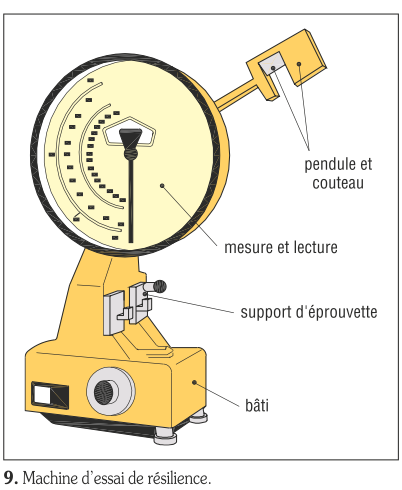 pendule et
couteau
mesure et lecture
support d'éprouvette
bâti
9. Machine d'essai de résilience.